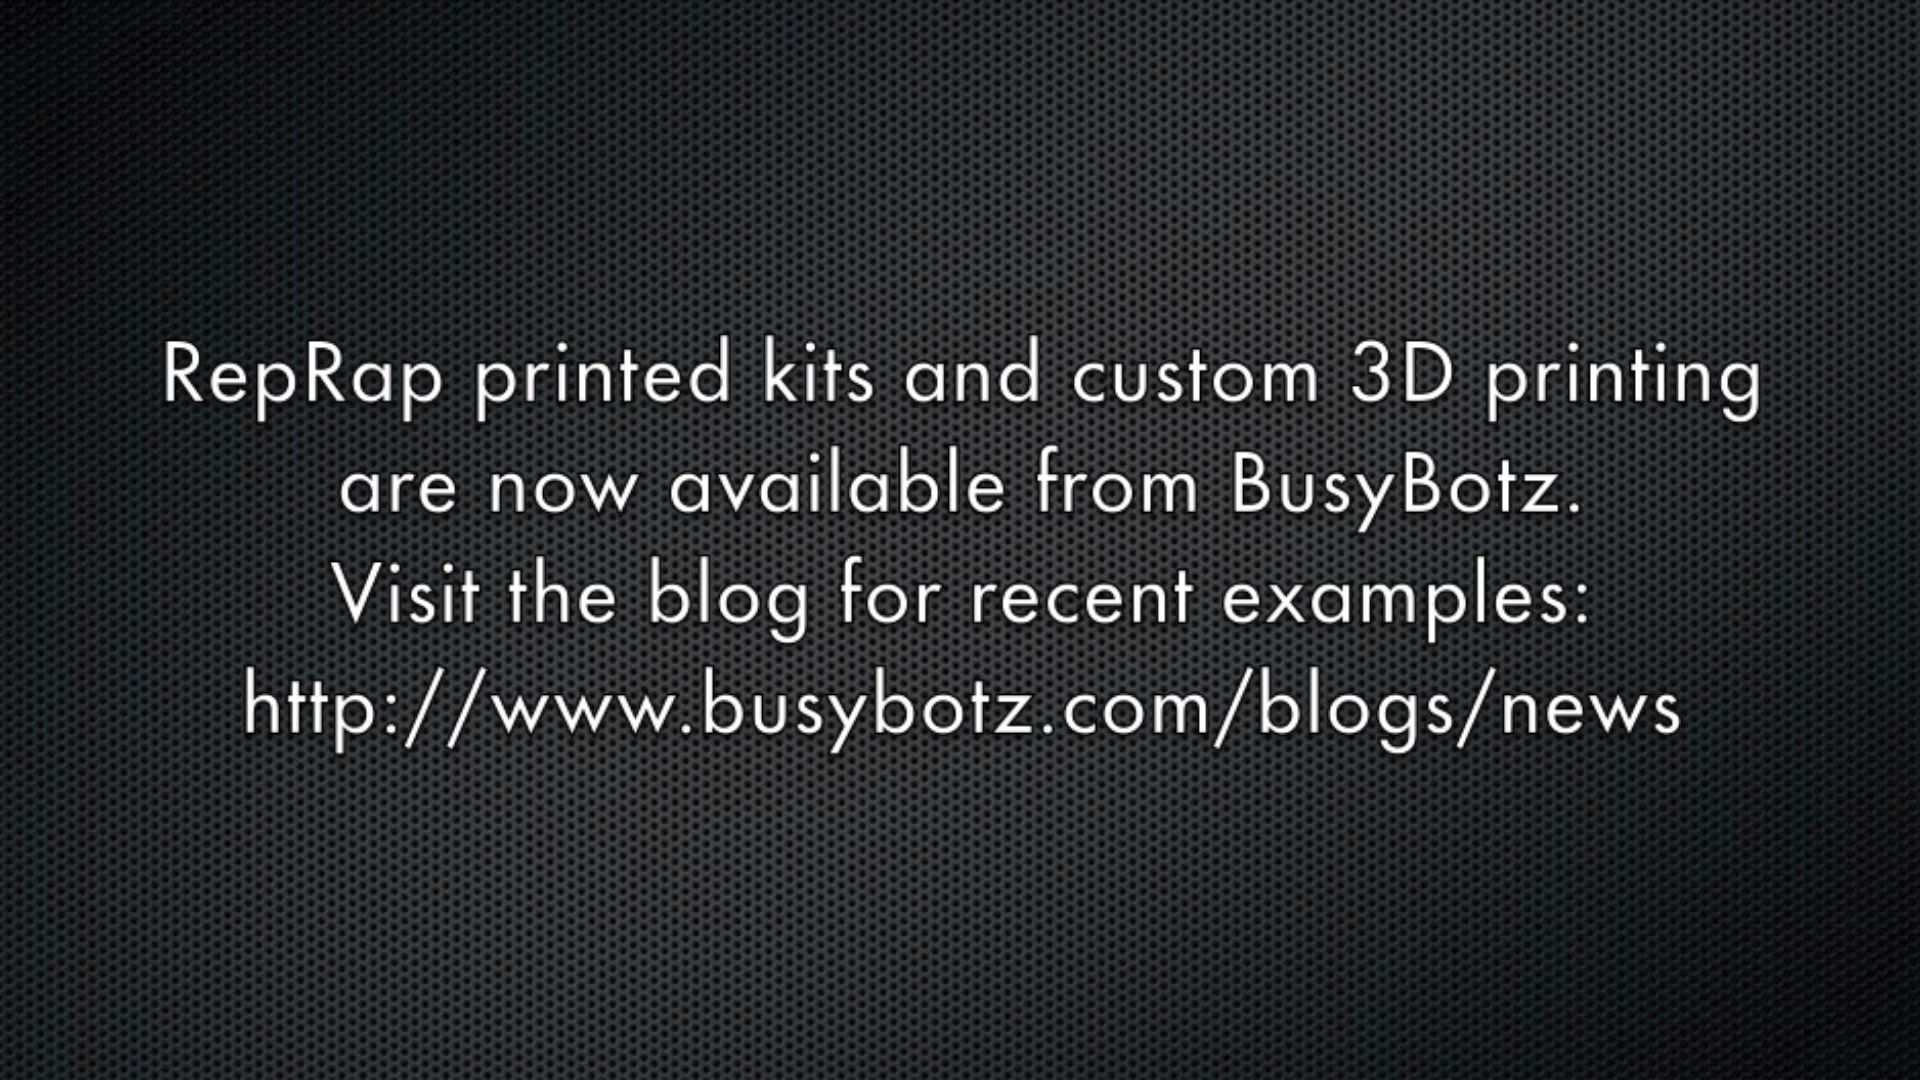 RepRap printed kits and custom 3D printing
are now available from BusyBotz.
Visit the blog for recent examples:
http://www.busybotz.com/blogs/news